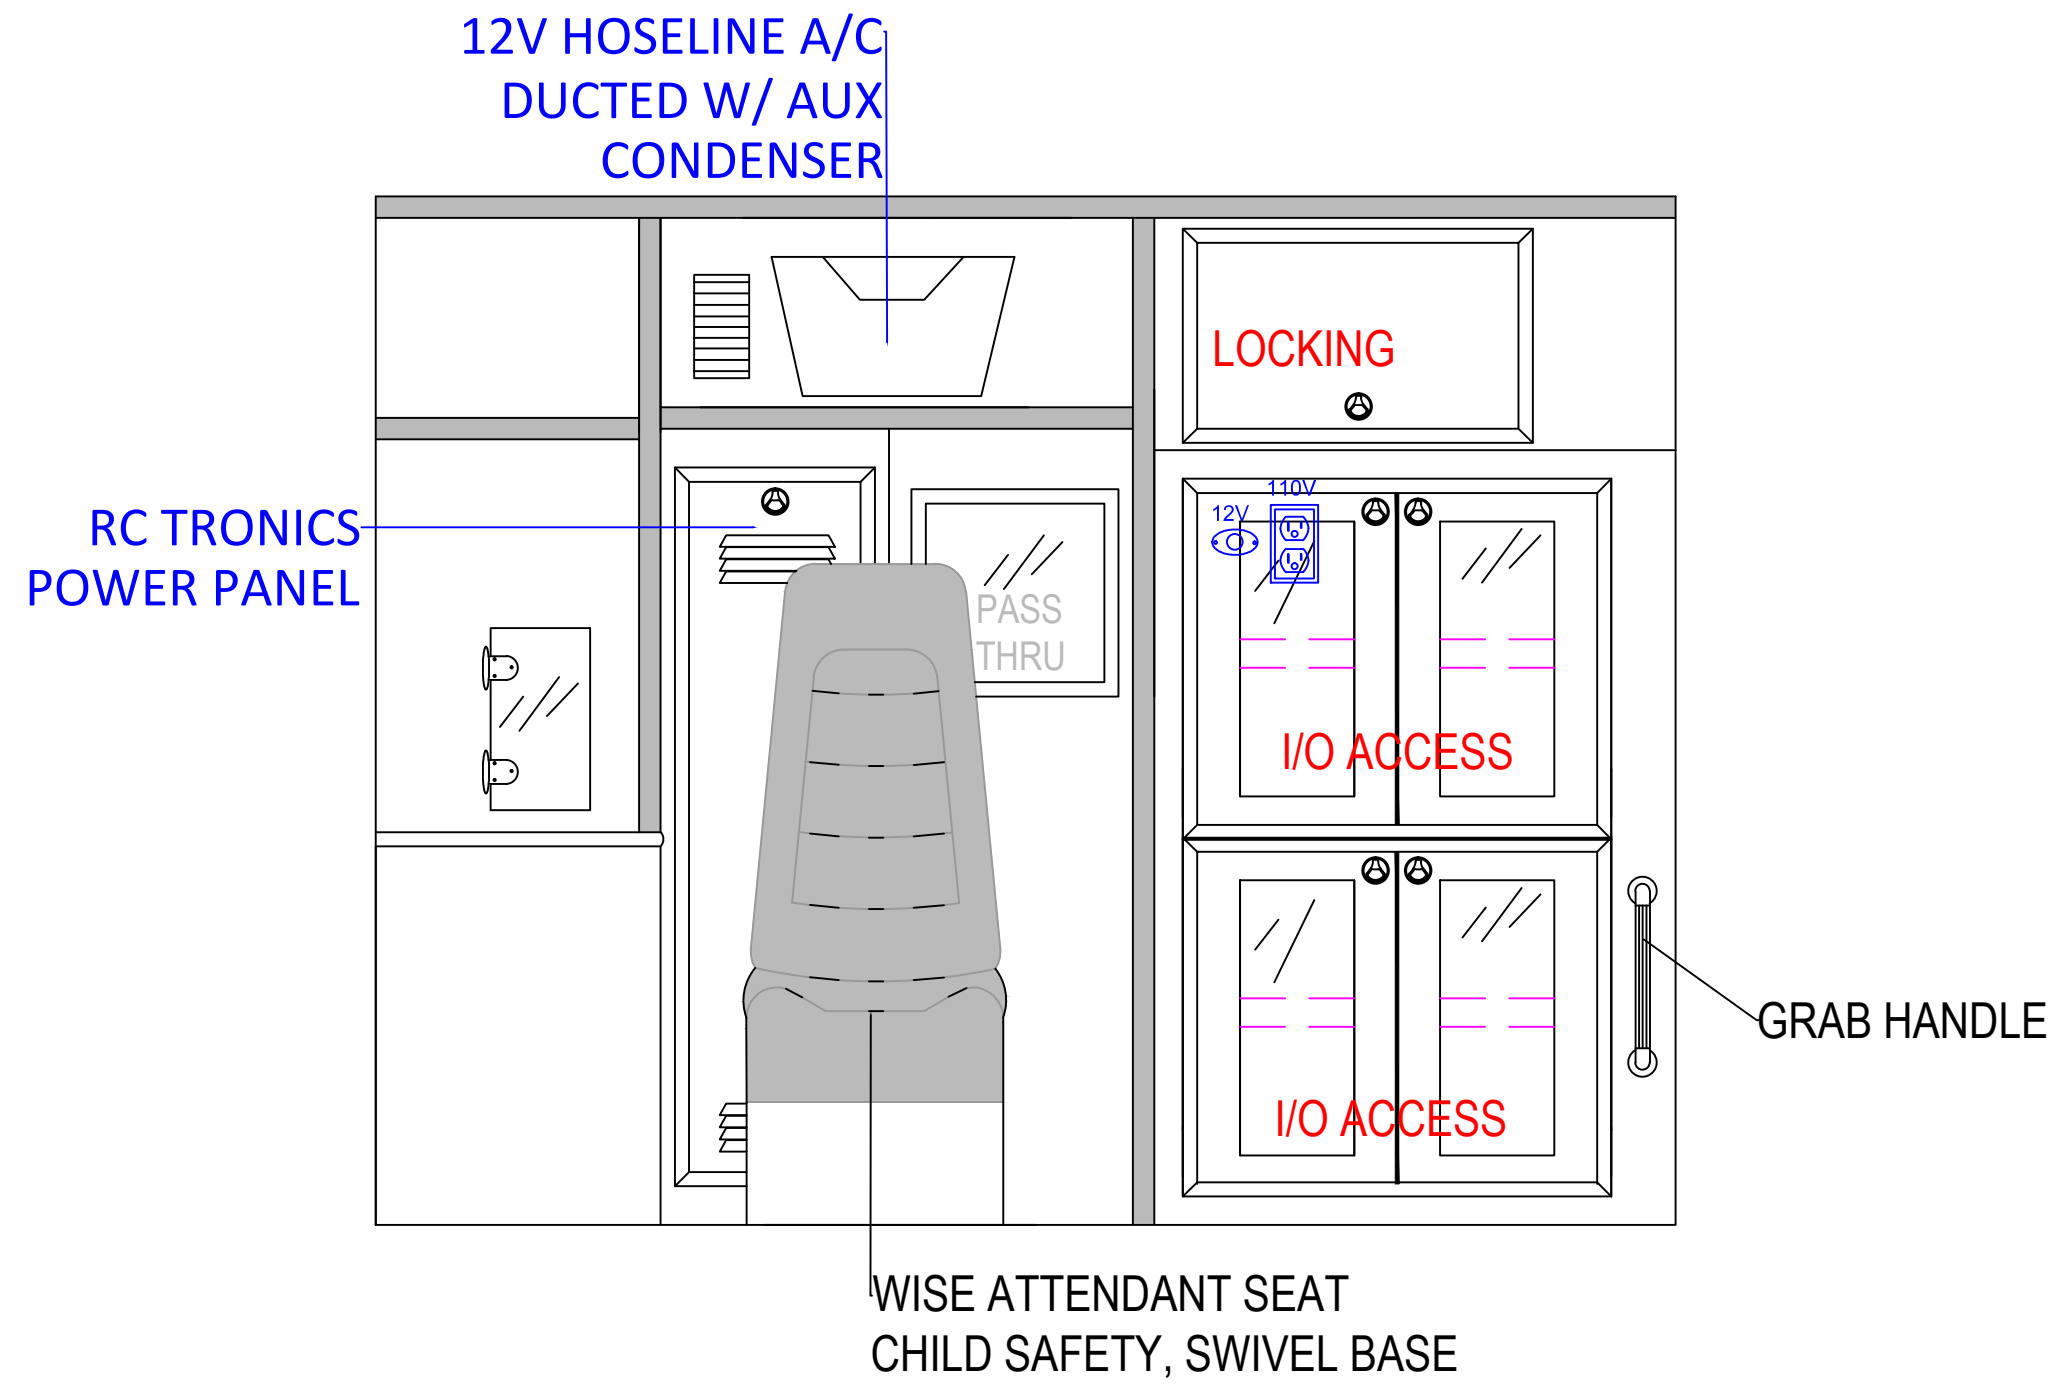 12V HOSELINE A/C
DUCTED W/ AUX
CONDENSER
LOCKING
RC TRONICS
POWER PANEL
110V
12V
PASS
THRU
I/O ACCESS
I/O ACCESS
GRAB HANDLE
WISE ATTENDANT SEAT
CHILD SAFETY, SWIVEL BASE